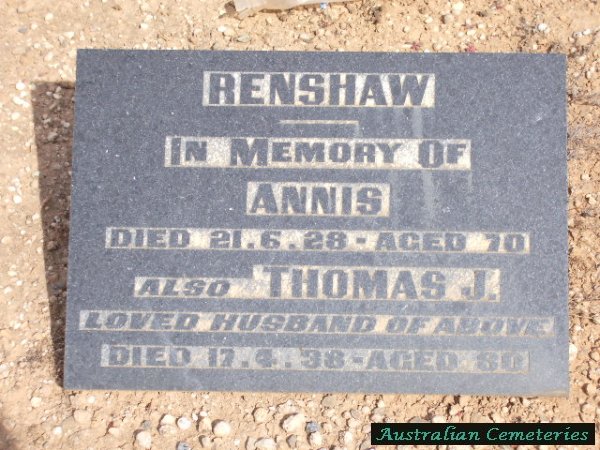 RENSHAW
IN MEMORY OF
ANNIS
DIED 21.6.28 - AGED 70
ALSO THOMAS J.
LOVED HUSBAND OF ABOVE
DIED 17.4.38 - AGED 80
Australian Cemeteries